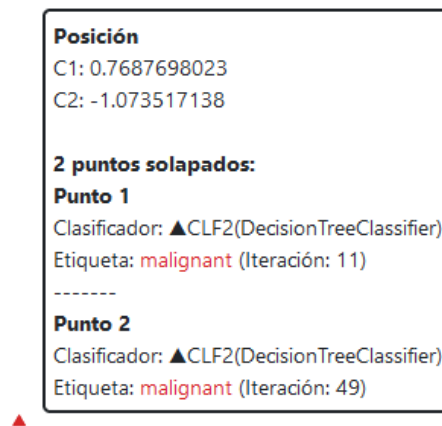 Posición
C1: 0.7687698023
C2: -1.073517138
2 puntos solapados:
Punto 1
Clasificador: ▲CLF2(DecisionTreeClassifier)
Etiqueta: malignant (Iteración: 11)
-------
Punto 2
Clasificador: ▲CLF2(DecisionTreeClassifier)
Etiqueta: malignant (Iteración: 49)